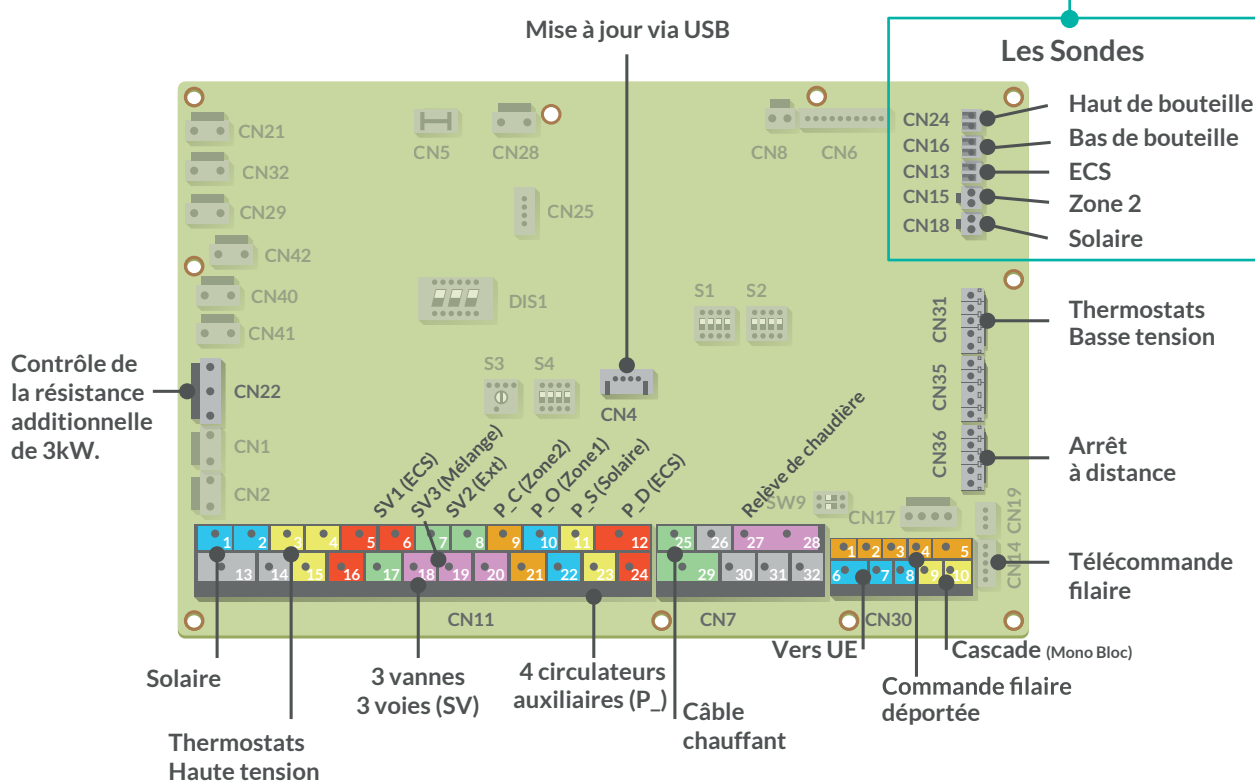 Mise à jour via USB
Les Sondes
CN24
Haut de bouteille
CN16
Bas de bouteille
CN13
ECS
CN15
Zone 2
CN18
Solaire
CN21
CN32
CN29
CN42
CN40
CN41
CN5
CN28
CN25
CN8
CN6
DIS1
S1
S2
S3
S4
CN4
CN31
Thermostats
Basse tension
CN35
CN36
Arrêt
à distance
Contrôle de
la résistance
additionnelle
de 3kW.
CN22
CN1
CN2
SV1 (ECS)
SV3 (Mélange)
SV2 (Ext)
P_C (Zone2)
P_O (Zone1)
P_S (Solaire)
P_D (ECS)
Relève de chaudière
SW9
CN17
CN19
CN14
Télécommande
filaire
1 2 3 4 5 6 7 8 9 10 11 12
13 14 15 16 17 18 19 20 21 22 23 24
25 26 27 28
29 30 31 32
1 2 3 4 5
6 7 8 9 10
CN11
CN7
CN30
Solaire
Thermostats
Haute tension
3 vannes
3 voies (SV)
4 circulateurs
auxiliaires (P_)
Câble
chauffant
Vers UE
Cascade (Mono Bloc)
Commande filaire
déportée